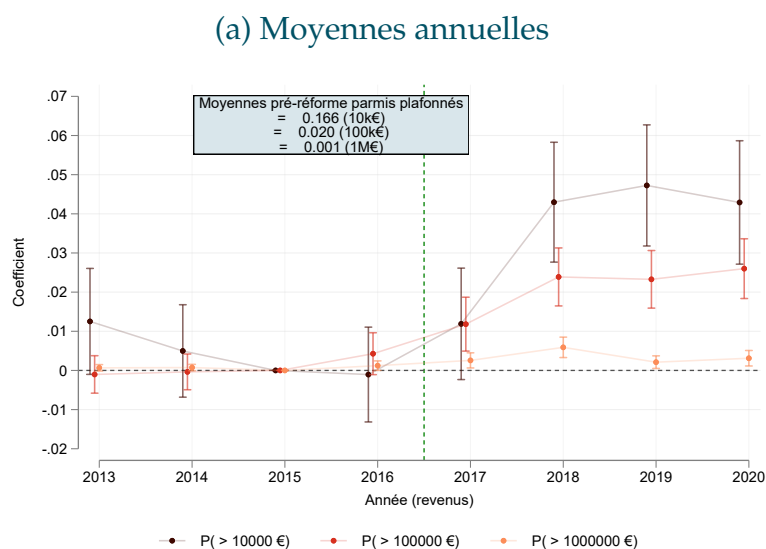 (a) Moyennes annuelles
Moyennes pré-réforme parmis plafonnés
= 0.166 (10k€)
= 0.020 (100k€)
= 0.001 (1M€)
.07
.06
.05
.04
.03
.02
.010
0
-.01
-.02
Coefficient
2013 2014 2015 2016 2017 2018 2019 2020
Année (revenus)
P( > 10000 €) P( > 100000 €) P( > 1000000 €)